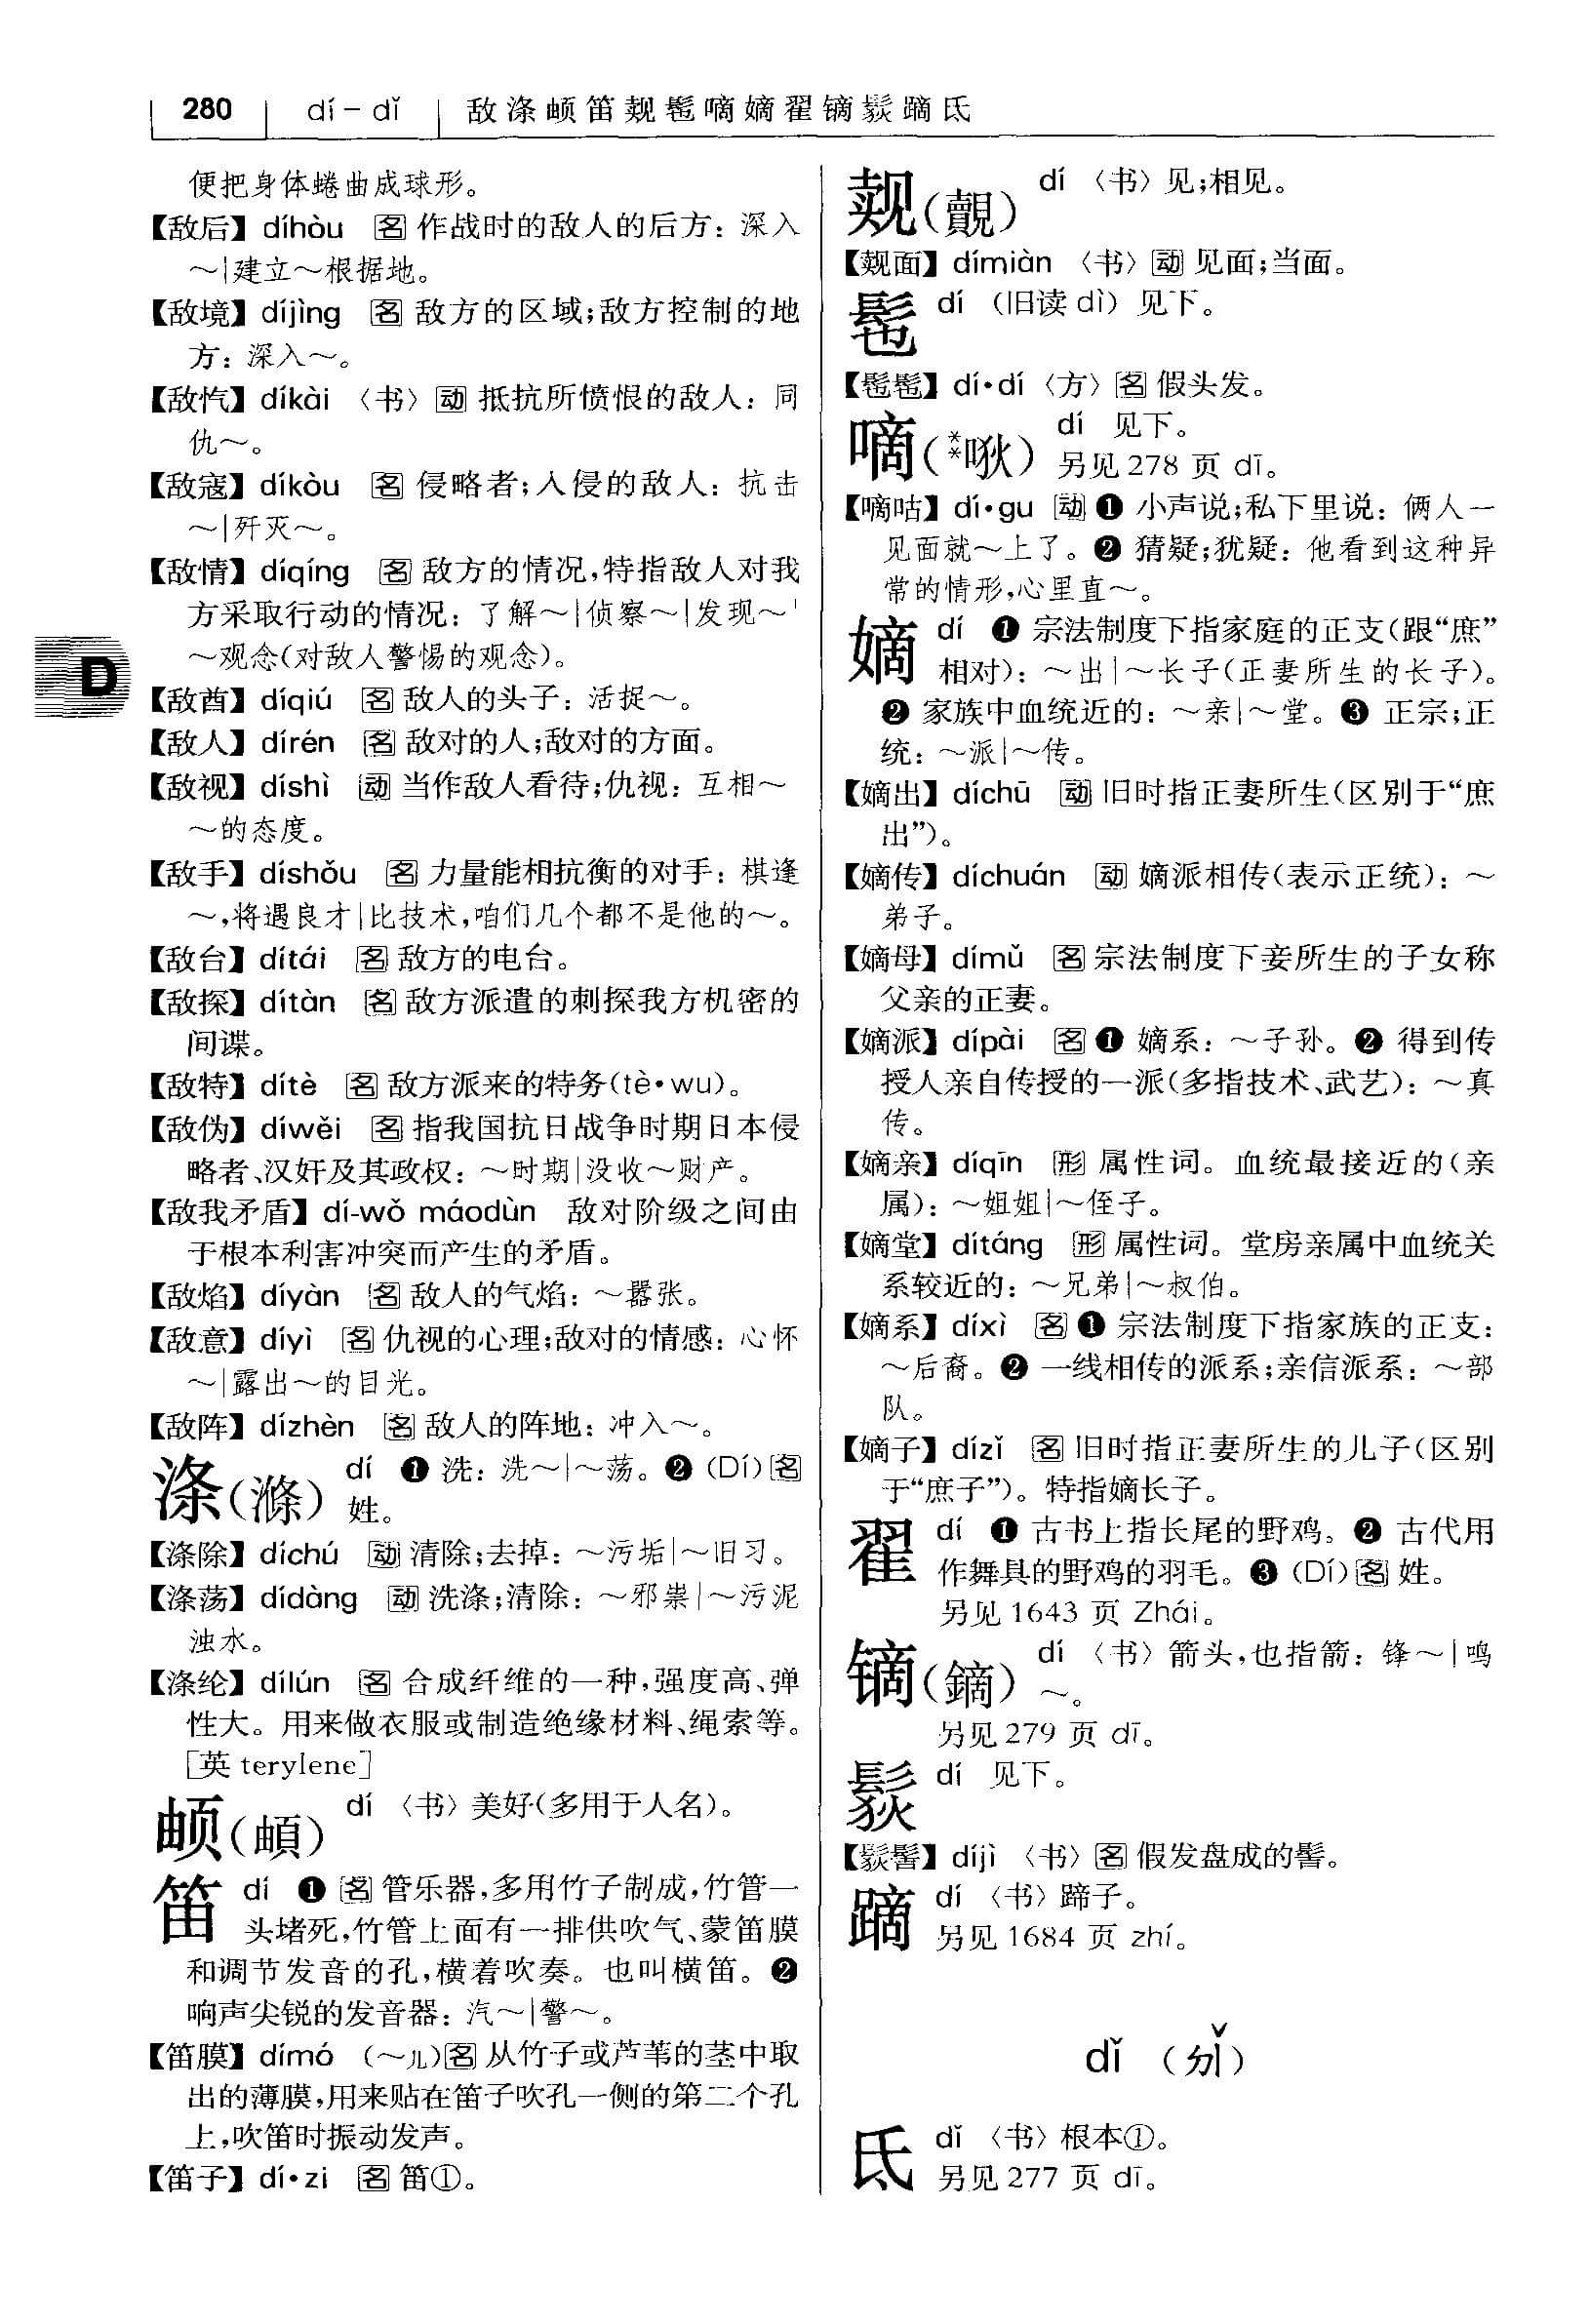 280 dí－dǐ 敌涤頔笛觌髢嘀嫡翟镝鬄蹢氐
便把身体蜷曲成球形。
【敌后】díhòu 名 作战时的敌人的后方：深入
～|建立～根据地。
【敌境】díjìng 名 敌方的区域;敌方控制的地
方：深入～。
【敌忾】díkài 〈书〉动 抵抗所愤恨的敌人：同
仇～。
【敌寇】díkòu 名 侵略者;入侵的敌人：抗击
～|歼灭～。
【敌情】díqíng 名 敌方的情况,特指敌人对我
方采取行动的情况：了解～|侦察～|发现～|
～观念(对敌人警惕的观念)。
D
【敌酋】díqiú 名 敌人的头子：活捉～。
【敌人】dírén 名 敌对的人;敌对的方面。
【敌视】díshì 动 当作敌人看待;仇视：互相～
～的态度。
【敌手】díshǒu 名 力量能相抗衡的对手：棋逢
～,将遇良才|比技术,咱们几个都不是他的～。
【敌台】dítái 名 敌方的电台。
【敌探】dítàn 名 敌方派遣的刺探我方机密的
间谍。
【敌特】dítè 名 敌方派来的特务(tè•wu)。
【敌伪】díwěi 名 指我国抗日战争时期日本侵
略者、汉奸及其政权：～时期|没收～财产。
【敌我矛盾】dí-wǒ máodùn 敌对阶级之间由
于根本利害冲突而产生的矛盾。
【敌焰】díyàn 名 敌人的气焰：～嚣张。
【敌意】díyì 名 仇视的心理;敌对的情感：心怀
～|露出～的目光。
【敌阵】dízhèn 名 敌人的阵地：冲入～。
涤(滌) dí ❶ 洗：洗～|～荡。❷ (Dí)名
姓。
【涤除】díchú 动 清除;去掉：～污垢|～旧习。
【涤荡】dídàng 动 洗涤;清除：～邪祟|～污泥
浊水。
【涤纶】dílún 名 合成纤维的一种,强度高、弹
性大。用来做衣服或制造绝缘材料、绳索等。
[英 terylene]
頔(頔) dí 〈书〉美好(多用于人名)。
笛 dí ❶ 名 管乐器,多用竹子制成,竹管一
头堵死,竹管上面有一排供吹气、蒙笛膜
和调节发音的孔,横着吹奏。也叫横笛。❷
响声尖锐的发音器：汽～|警～。
【笛膜】dímó (～儿)名 从竹子或芦苇的茎中取
出的薄膜,用来贴在笛子吹孔一侧的第二个孔
上,吹笛时振动发声。
【笛子】dí•zi 名 笛①。
觌(覿) dí 〈书〉见;相见。
【觌面】dímiàn 〈书〉动 见面;当面。
髢 dí (旧读 dì) 见下。
【髢髢】dí•dí 〈方〉名 假头发。
嘀(**啾) dí 见下。
另见 278 页 dī。
【嘀咕】dí•gu 动 ❶ 小声说;私下里说：俩人一
见面就～上了。❷ 猜疑;犹疑：他看到这种异
常的情形,心里直～。
嫡 dí ❶ 宗法制度下指家庭的正支(跟“庶”
相对)：～出|～长子(正妻所生的长子)。
❷ 家族中血统近的：～亲|～堂。❸ 正宗;正
统：～派|～传。
【嫡出】díchū 动 旧时指正妻所生(区别于“庶
出”)。
【嫡传】díchuán 动 嫡派相传(表示正统)：～
弟子。
【嫡母】dímǔ 名 宗法制度下妾所生的子女称
父亲的正妻。
【嫡派】dípài 名 ❶ 嫡系：～子孙。❷ 得到传
授人亲自传授的一派(多指技术、武艺)：～真
传。
【嫡亲】díqīn 形 属性词。血统最接近的(亲
属)：～姐姐|～侄子。
【嫡堂】dítáng 形 属性词。堂房亲属中血统关
系较近的：～兄弟|～叔伯。
【嫡系】díxì 名 ❶ 宗法制度下指家族的正支：
～后裔。❷ 一线相传的派系;亲信派系：～部
队。
【嫡子】dízǐ 名 旧时指正妻所生的儿子(区别
于“庶子”)。特指嫡长子。
翟 dí ❶ 古书上指长尾的野鸡。❷ 古代用
作舞具的野鸡的羽毛。❸ (Dí)名 姓。
另见 1643 页 Zhái。
镝(鏑) dí 〈书〉箭头,也指箭：锋～|鸣
～。
另见 279 页 dī。
鬄 dí 见下。
【鬄髻】díjì 〈书〉名 假发盘成的髻。
蹢 dí 〈书〉蹄子。
另见 1684 页 zhí。
dǐ (ㄉㄧˇ)
氐 dǐ 〈书〉根本①。
另见 277 页 dī。